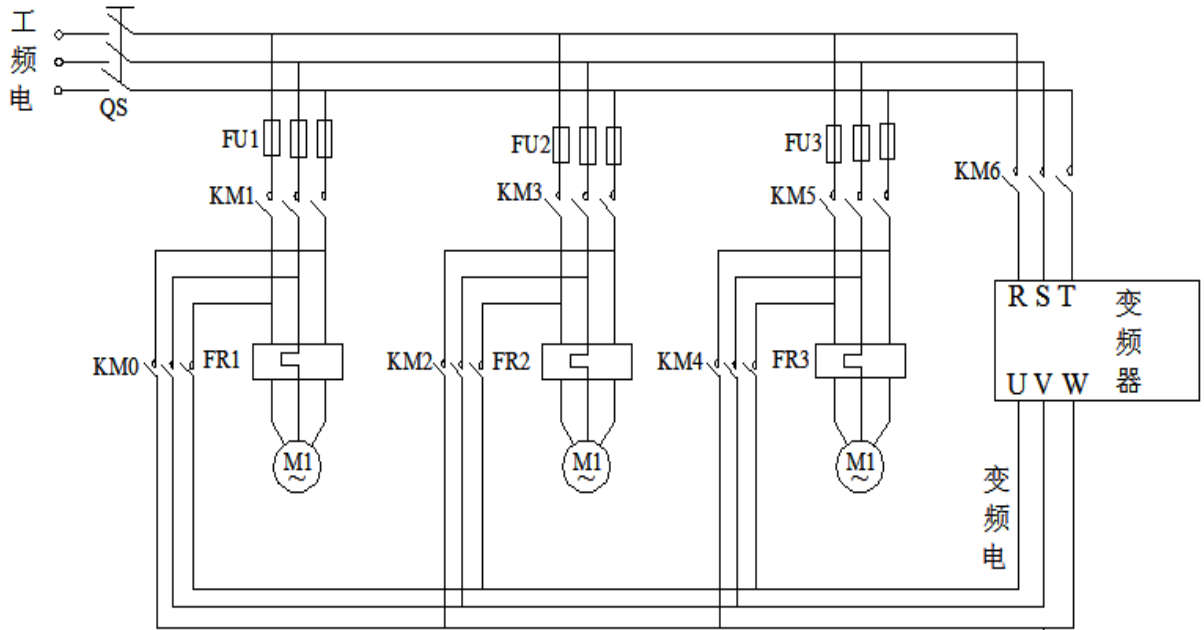 工频电
QS
FU1
FU2
FU3
KM1
KM3
KM5
KM6
R S T
变频器
U V W
KM0
FR1
KM2
FR2
KM4
FR3
M1
~
M1
~
M1
~
变频电